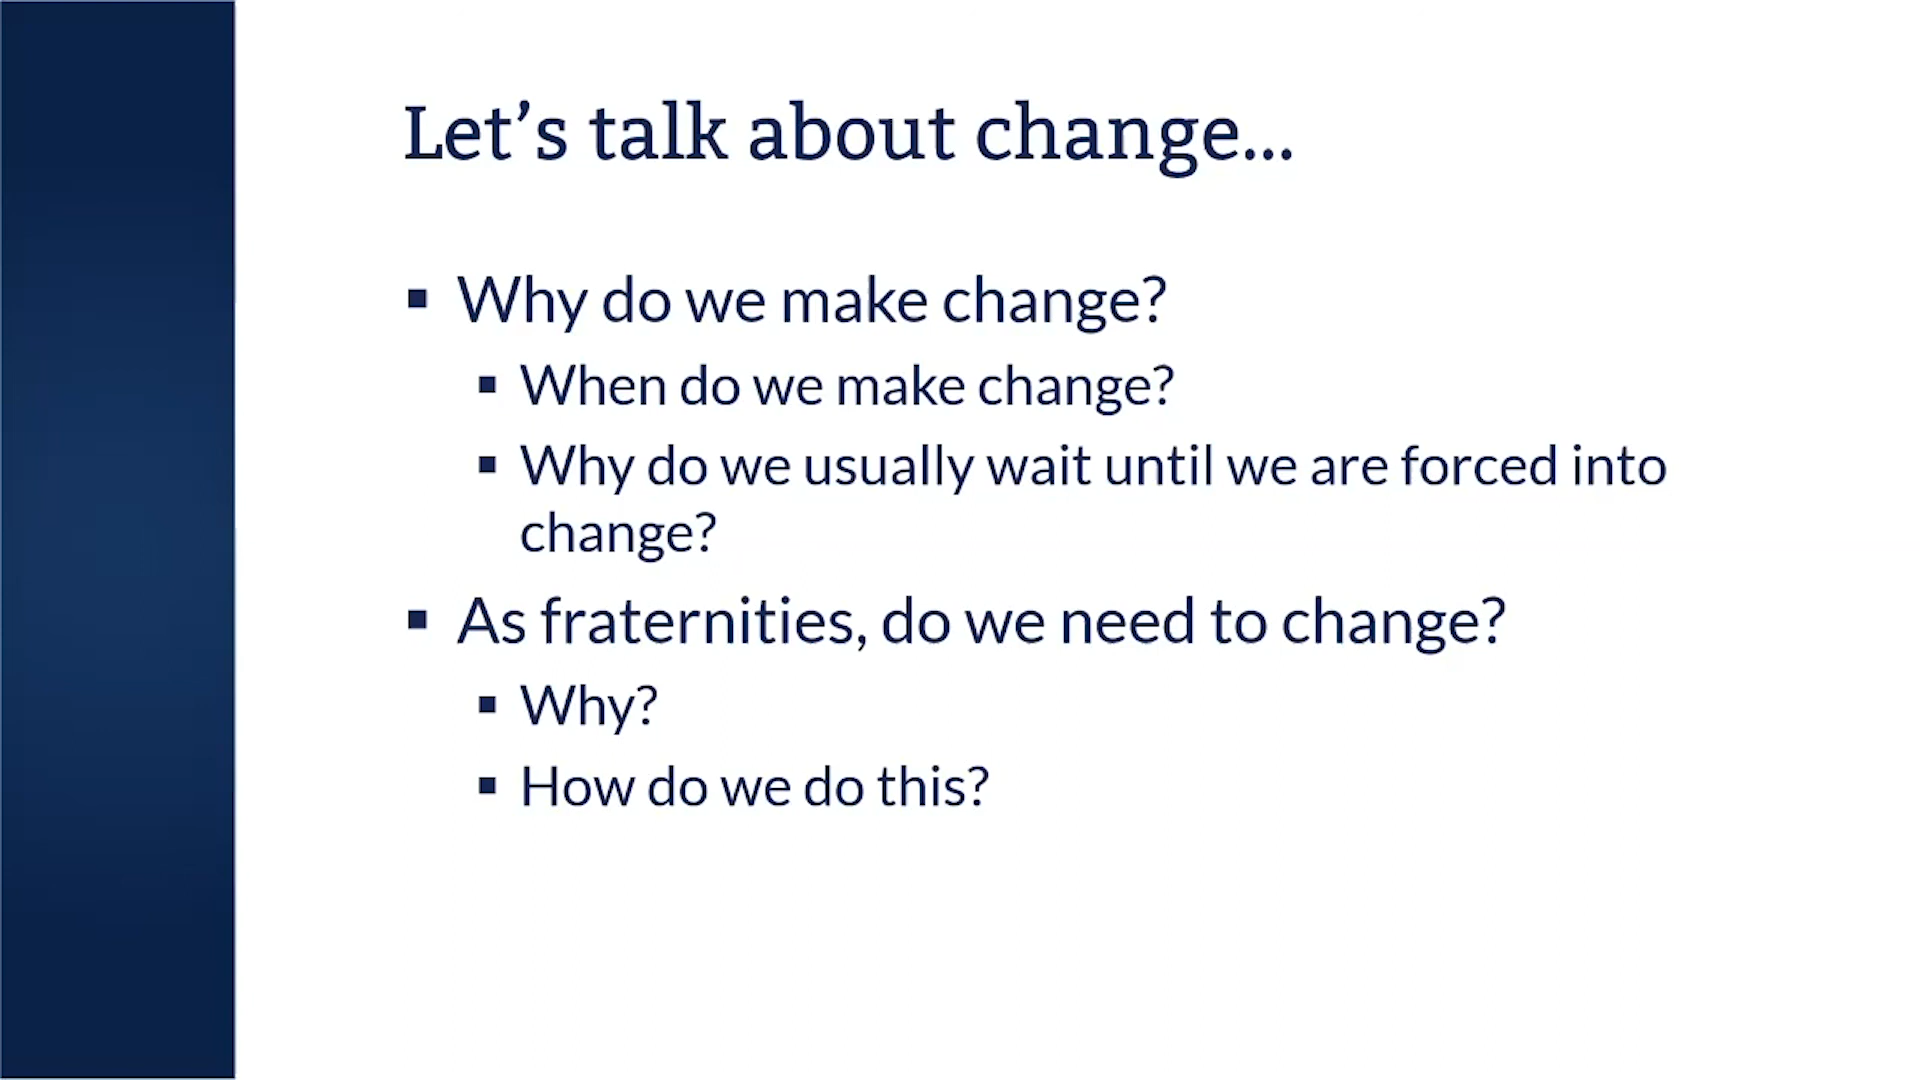 Let’s talk about change...
▪ Why do we make change?
▪ When do we make change?
▪ Why do we usually wait until we are forced into
change?
▪ As fraternities, do we need to change?
▪ Why?
▪ How do we do this?